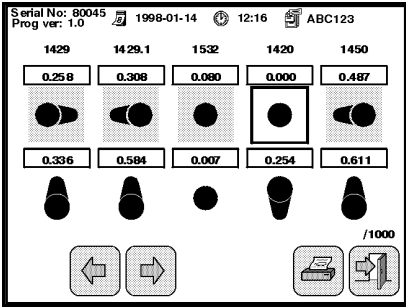 Serial No: 80045 1998-01-14 12:16 ABC123
Prog ver: 1.0
1429 1429.1 1532 1420 1450
0.258 0.308 0.080 0.000 0.487
0.336 0.584 0.007 0.254 0.611
/1000